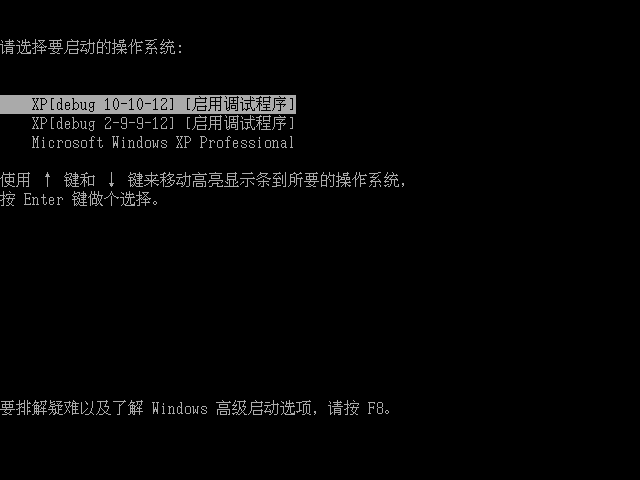 请选择要启动的操作系统:
XP[debug 10-10-12] [启用调试程序]
XP[debug 2-9-9-12] [启用调试程序]
Microsoft Windows XP Professional
使用 ↑ 键和 ↓ 键来移动高亮显示条到所要的操作系统,
按 Enter 键做个选择。
要排解疑难以及了解 Windows 高级启动选项，请按 F8。